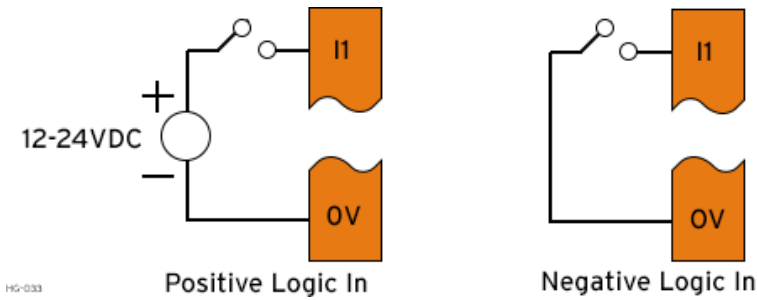 I1
I1
+
12-24VDC
—
0V
0V
Positive Logic In
Negative Logic In
HG-033